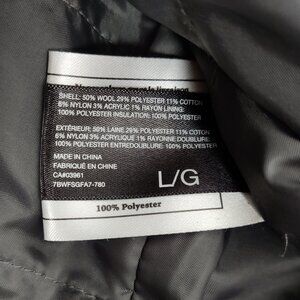 SHELL: 50% WOOL 29% POLYESTER 11% COTTON
6% NYLON 3% ACRYLIC 1% RAYON LINING:
100% POLYESTER INSULATION: 100% POLYESTER
EXTÉRIEUR: 50% LAINE 29% POLYESTER 11% COTON
6% NYLON 3% ACRYLIQUE 1% RAYONNE DOUBLURE:
100% POLYESTER ENTREDOUBLURE: 100% POLYESTER
MADE IN CHINA
FABRIQUÉ EN CHINE
CA#03961
7BWFSGFA7-780
L/G
100% Polyester